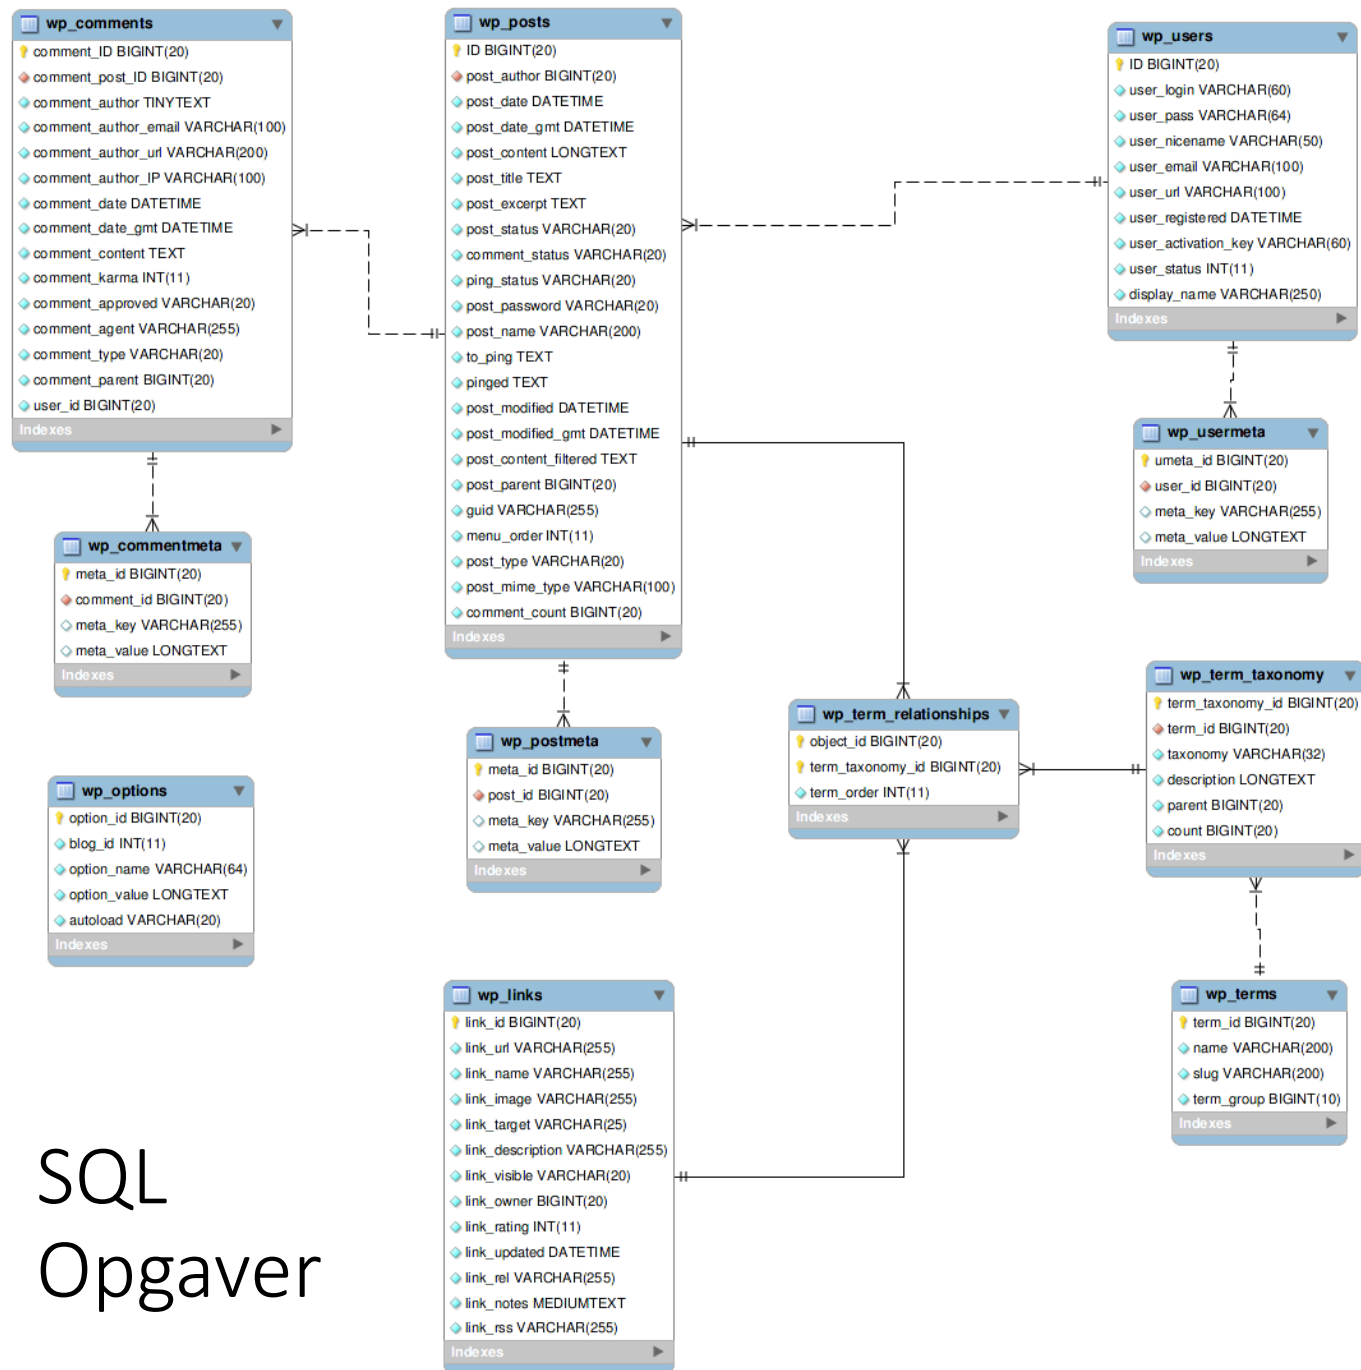 wp_comments
comment_ID BIGINT(20)
comment_post_ID BIGINT(20)
comment_author TINYTEXT
comment_author_email VARCHAR(100)
comment_author_url VARCHAR(200)
comment_author_IP VARCHAR(100)
comment_date DATETIME
comment_date_gmt DATETIME
comment_content TEXT
comment_karma INT(11)
comment_approved VARCHAR(20)
comment_agent VARCHAR(255)
comment_type VARCHAR(20)
comment_parent BIGINT(20)
user_id BIGINT(20)
Indexes
wp_commentmeta
meta_id BIGINT(20)
comment_id BIGINT(20)
meta_key VARCHAR(255)
meta_value LONGTEXT
Indexes
wp_options
option_id BIGINT(20)
blog_id INT(11)
option_name VARCHAR(64)
option_value LONGTEXT
autoload VARCHAR(20)
Indexes
wp_posts
ID BIGINT(20)
post_author BIGINT(20)
post_date DATETIME
post_date_gmt DATETIME
post_content LONGTEXT
post_title TEXT
post_excerpt TEXT
post_status VARCHAR(20)
comment_status VARCHAR(20)
ping_status VARCHAR(20)
post_password VARCHAR(20)
post_name VARCHAR(200)
to_ping TEXT
pinged TEXT
post_modified DATETIME
post_modified_gmt DATETIME
post_content_filtered TEXT
post_parent BIGINT(20)
guid VARCHAR(255)
menu_order INT(11)
post_type VARCHAR(20)
post_mime_type VARCHAR(100)
comment_count BIGINT(20)
Indexes
wp_postmeta
meta_id BIGINT(20)
post_id BIGINT(20)
meta_key VARCHAR(255)
meta_value LONGTEXT
Indexes
wp_links
link_id BIGINT(20)
link_url VARCHAR(255)
link_name VARCHAR(255)
link_image VARCHAR(255)
link_target VARCHAR(25)
link_description VARCHAR(255)
link_visible VARCHAR(20)
link_owner BIGINT(20)
link_rating INT(11)
link_updated DATETIME
link_rel VARCHAR(255)
link_notes MEDIUMTEXT
link_rss VARCHAR(255)
Indexes
wp_users
ID BIGINT(20)
user_login VARCHAR(60)
user_pass VARCHAR(64)
user_nicename VARCHAR(50)
user_email VARCHAR(100)
user_url VARCHAR(100)
user_registered DATETIME
user_activation_key VARCHAR(60)
user_status INT(11)
display_name VARCHAR(250)
Indexes
wp_usermeta
umeta_id BIGINT(20)
user_id BIGINT(20)
meta_key VARCHAR(255)
meta_value LONGTEXT
Indexes
wp_term_relationships
object_id BIGINT(20)
term_taxonomy_id BIGINT(20)
term_order INT(11)
Indexes
wp_term_taxonomy
term_taxonomy_id BIGINT(20)
term_id BIGINT(20)
taxonomy VARCHAR(32)
description LONGTEXT
parent BIGINT(20)
count BIGINT(20)
Indexes
wp_terms
term_id BIGINT(20)
name VARCHAR(200)
slug VARCHAR(200)
term_group BIGINT(10)
Indexes
SQL
Opgaver